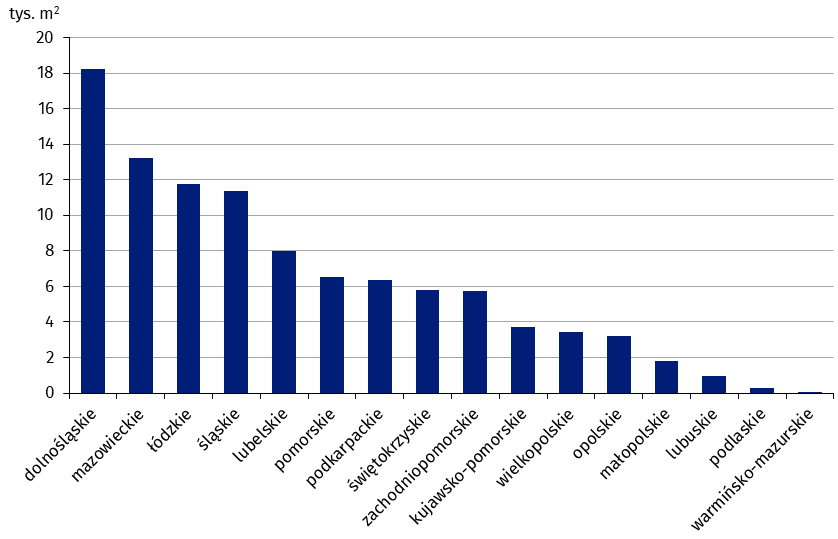 tys. m²
20
18
16
14
12
10
8
6
4
2
0
dolnośląskie
mazowieckie
łódzkie
śląskie
lubelskie
pomorskie
podkarpackie
świętokrzyskie
zachodniopomorskie
kujawsko-pomorskie
wielkopolskie
opolskie
małopolskie
lubuskie
podlaskie
warmińsko-mazurskie